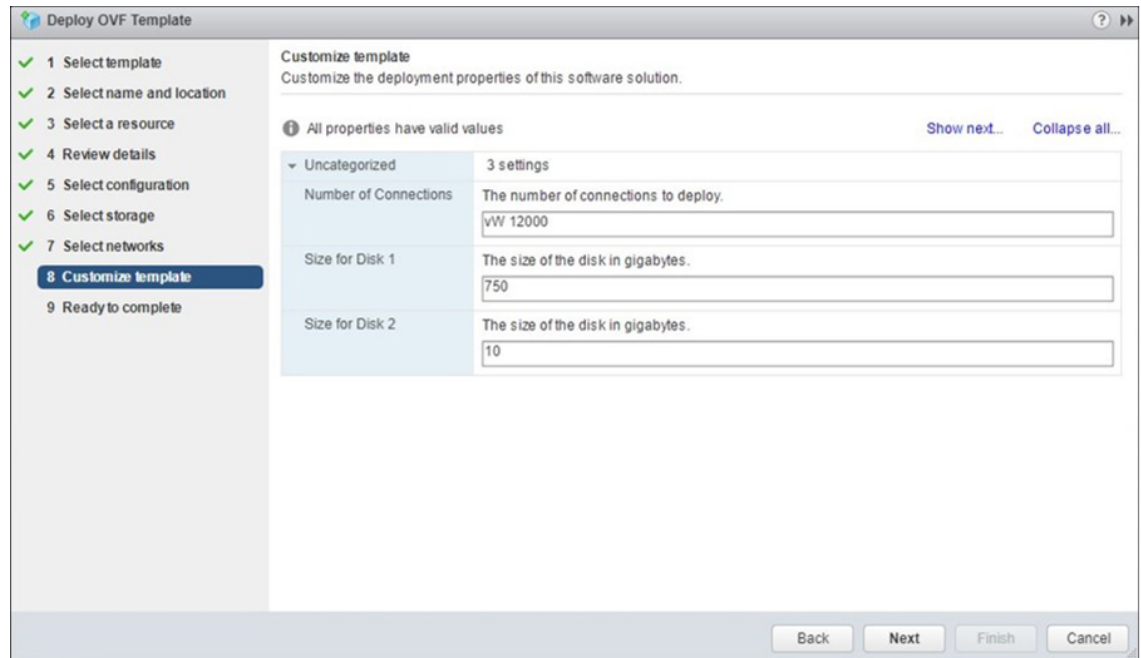 Deploy OVF Template
?
1 Select template
2 Select name and location
3 Select a resource
4 Review details
5 Select configuration
6 Select storage
7 Select networks
8 Customize template
9 Ready to complete
Customize template
Customize the deployment properties of this software solution.
All properties have valid values Show next... Collapse all...
Uncategorized 3 settings
Number of Connections The number of connections to deploy.
vW 12000
Size for Disk 1 The size of the disk in gigabytes.
750
Size for Disk 2 The size of the disk in gigabytes.
10
Back Next Finish Cancel